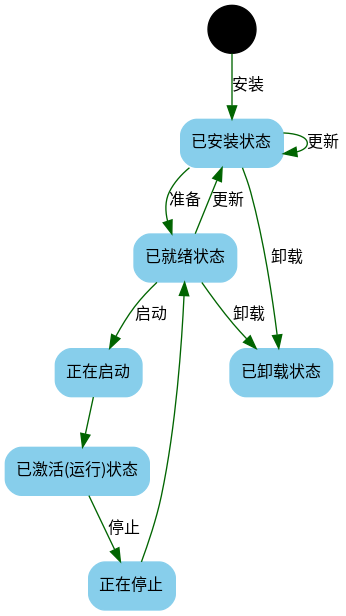 安装
已安装状态
更新
准备
更新
卸载
已就绪状态
启动
卸载
正在启动
已卸载状态
已激活(运行)状态
停止
正在停止